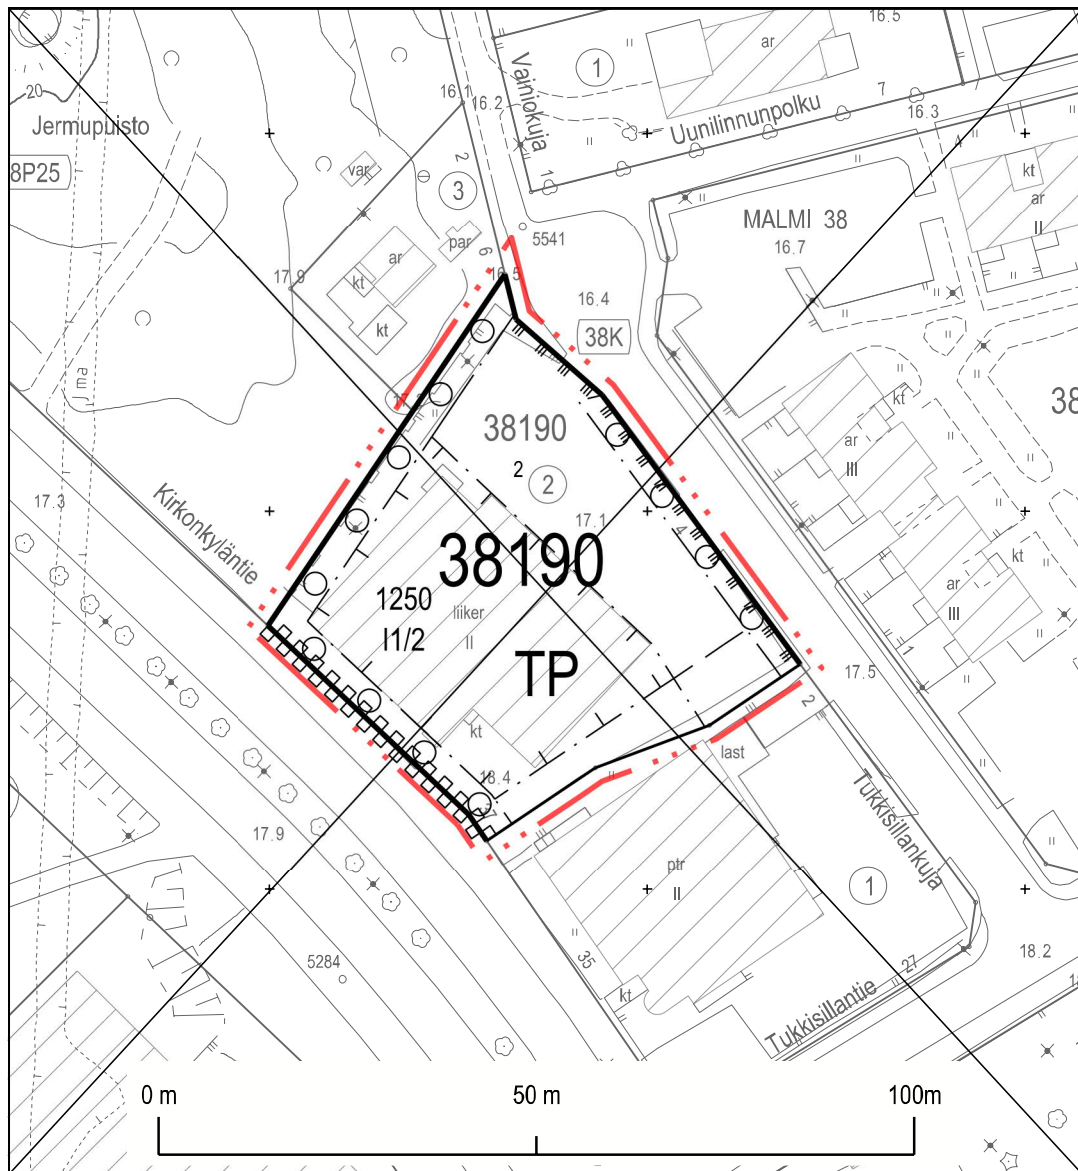 16.5
Vainiokuja
1
ar
20
16.1
16.2
7
16.3
Jermupuisto
Uunilinnunpolku
4
8P25
var
2
3
1
kt
ar
II
MALMI 38
16.7
5541
par
6
ar
17.9
kt
16.5
16.4
kt
38K
kt
38
38190
ar
III
2
2
17.3
17.1
4
kt
Kirkonkyläntie
38190
1250
liiker
ar
III
I1/2
II
TP
1
17.5
2
kt
last
18.4
37
17.9
Tukkisillankuja
ptr
II
1
5284
35
27
18.2
kt
Tukkisillantie
0 m
50 m
100m